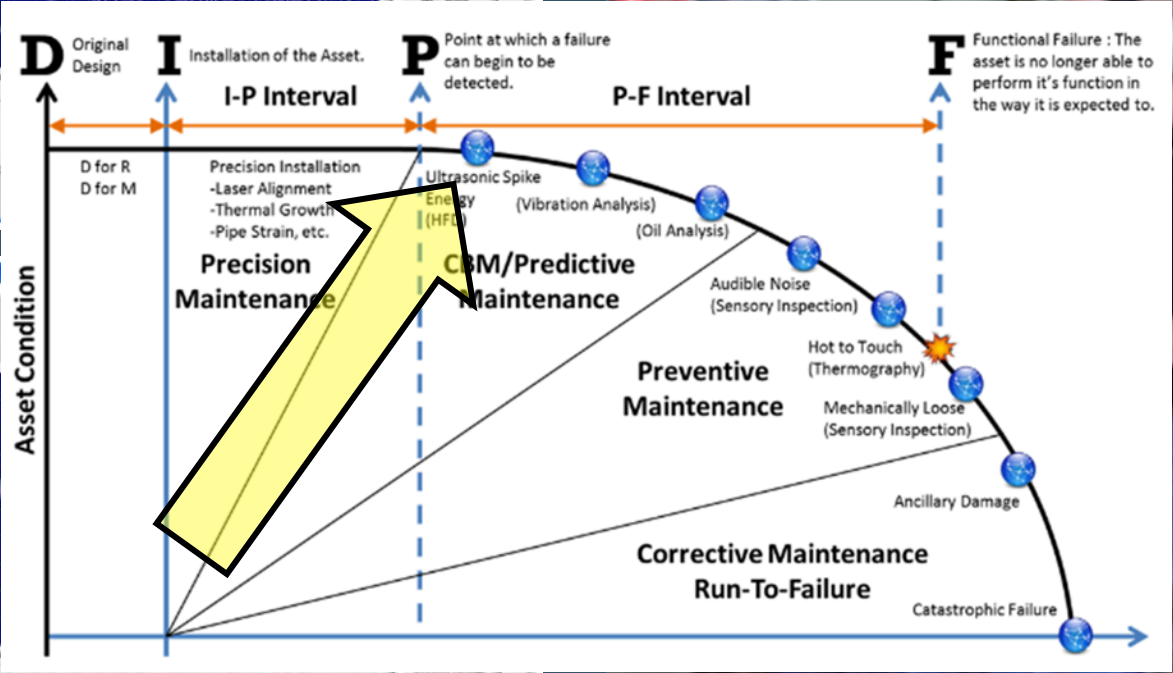 D
Original
Design
I
Installation of the Asset.
P
Point at which a failure
can begin to be
detected.
F
Functional Failure : The
asset is no longer able to
perform it's function in
the way it is expected to.
I-P Interval
P-F Interval
D for R
D for M
Precision Installation
-Laser Alignment
-Thermal Growth
-Pipe Strain, etc.
Ultrasonic Spike
Energy
(HFD)
(Vibration Analysis)
(Oil Analysis)
Precision
Maintenance
CBM/Predictive
Maintenance
Audible Noise
(Sensory Inspection)
Hot to Touch
(Thermography)
Preventive
Maintenance
Mechanically Loose
(Sensory Inspection)
Ancillary Damage
Corrective Maintenance
Run-To-Failure
Catastrophic Failure
Asset Condition